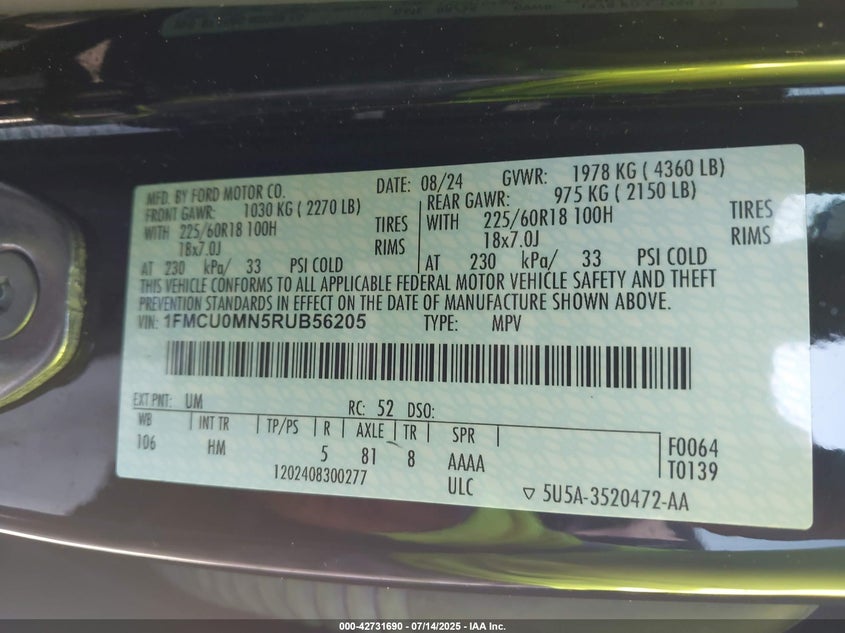 MFD. BY FORD MOTOR CO. DATE: 08/24 GVWR: 1978 KG ( 4360 LB)
FRONT GAWR: 1030 KG ( 2270 LB) REAR GAWR: 975 KG ( 2150 LB)
WITH 225/60R18 100H TIRES WITH 225/60R18 100H TIRES
18x7.0J RIMS 18x7.0J RIMS
AT 230 kPa/ 33 PSI COLD AT 230 kPa/ 33 PSI COLD
THIS VEHICLE CONFORMS TO ALL APPLICABLE FEDERAL MOTOR VEHICLE SAFETY AND THEFT
PREVENTION STANDARDS IN EFFECT ON THE DATE OF MANUFACTURE SHOWN ABOVE.
VIN: 1FMCU0MN5RUB56205 TYPE: MPV
EXT PNT: UM RC: 52 DSO:
WB INT TR TP/PS R AXLE TR SPR
106 HM 5 81 8 AAAA F0064
T0139
1202408300277 ULC ▽ 5U5A-3520472-AA
000-42731690 - 07/14/2025 - IAA Inc.